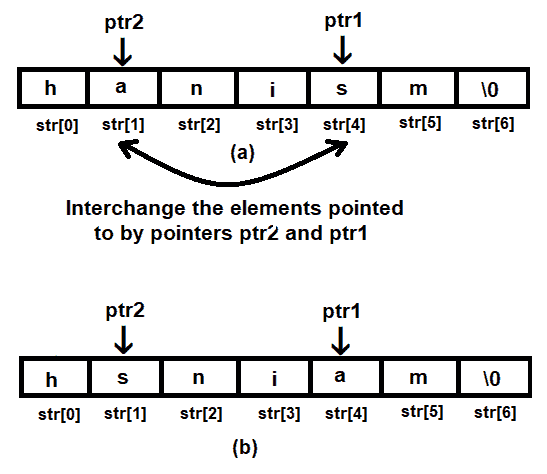 ptr2 ptr1
h a n i s m \0
str[0] str[1] str[2] str[3] str[4] str[5] str[6]
(a)
Interchange the elements pointed
to by pointers ptr2 and ptr1
ptr2 ptr1
h s n i a m \0
str[0] str[1] str[2] str[3] str[4] str[5] str[6]
(b)